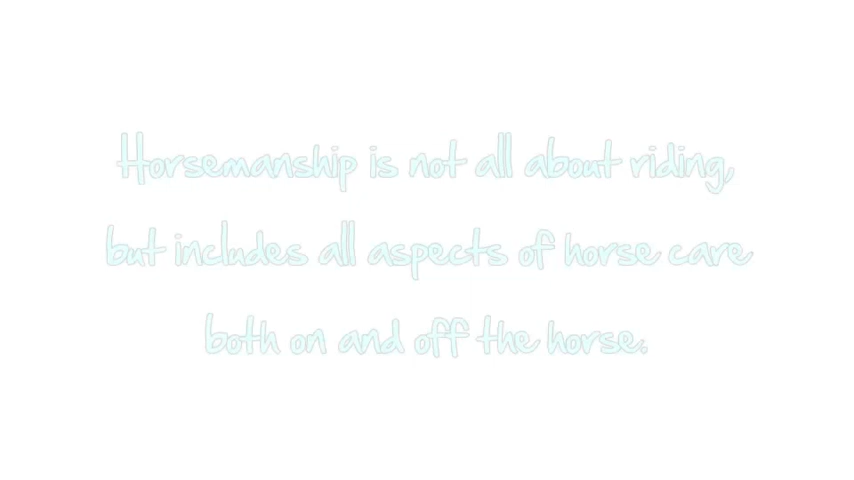 Horsemanship is not all about riding,
but includes all aspects of horse care
both on and off the horse.